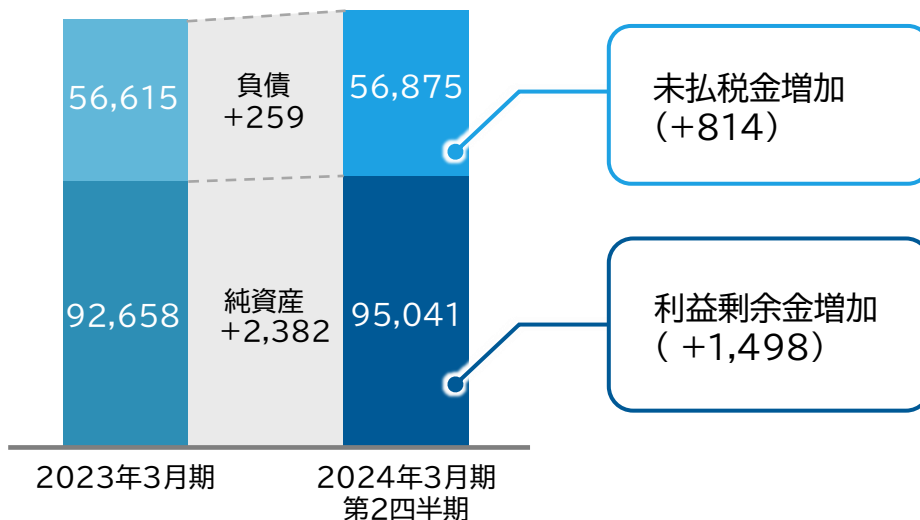 56,615
負債
+259
56,875
未払税金増加
(+814)
92,658
純資産
+2,382
95,041
利益剰余金増加
( +1,498)
2023年3月期
2024年3月期
第2四半期